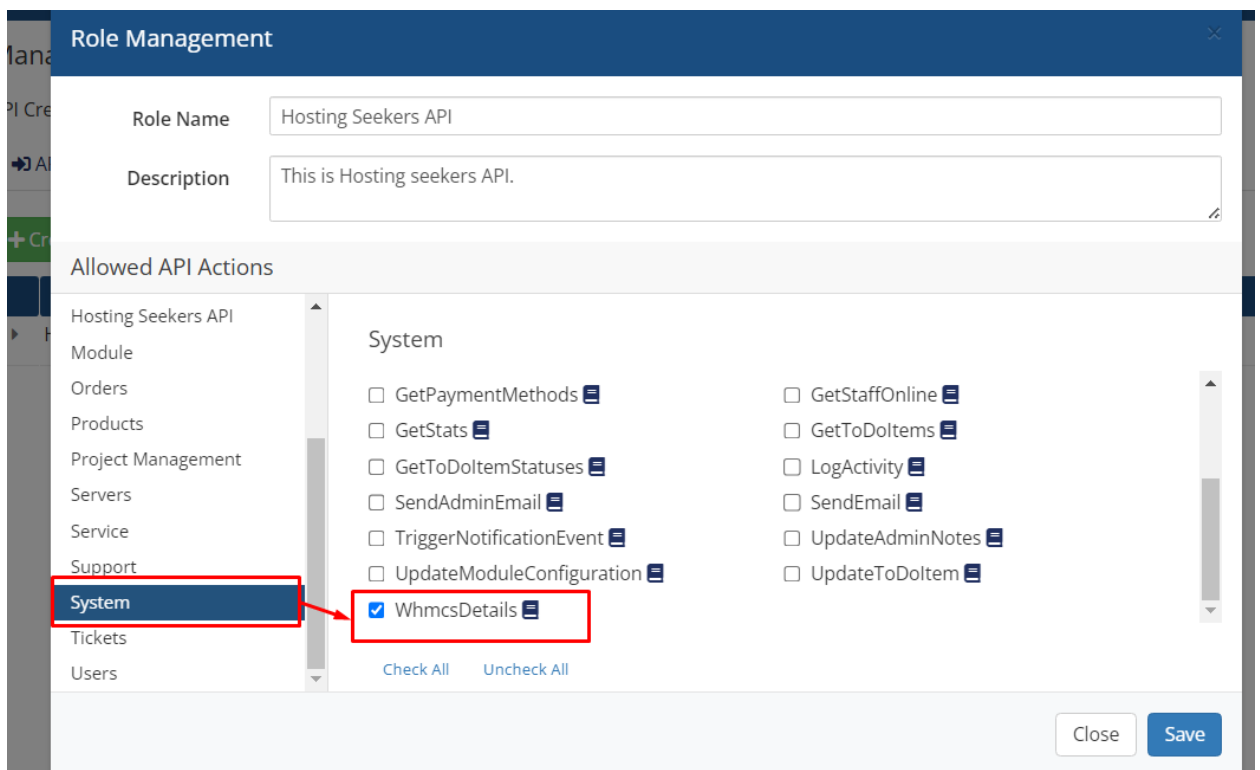 Role Management
Role Name
Hosting Seekers API
Description
This is Hosting seekers API.
Allowed API Actions
Hosting Seekers API
Module
Orders
Products
Project Management
Servers
Service
Support
System
Tickets
Users
System
GetPaymentMethods
GetStaffOnline
GetStats
GetToDoItems
GetToDoItemStatuses
LogActivity
SendAdminEmail
SendEmail
TriggerNotificationEvent
UpdateAdminNotes
UpdateModuleConfiguration
UpdateToDoItem
WhmcsDetails
Check All
Uncheck All
Close
Save